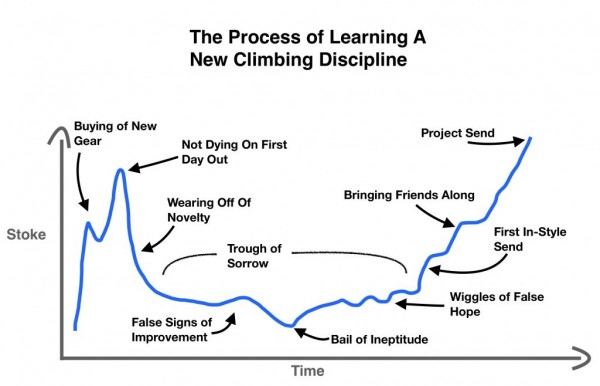 The Process of Learning A
New Climbing Discipline
Buying of New
Gear
Not Dying On First
Day Out
Project Send
Wearing Off Of
Novelty
Bringing Friends Along
Stoke
Trough of
Sorrow
First In-Style
Send
False Signs of
Improvement
Wiggles of False
Hope
Bail of Ineptitude
Time